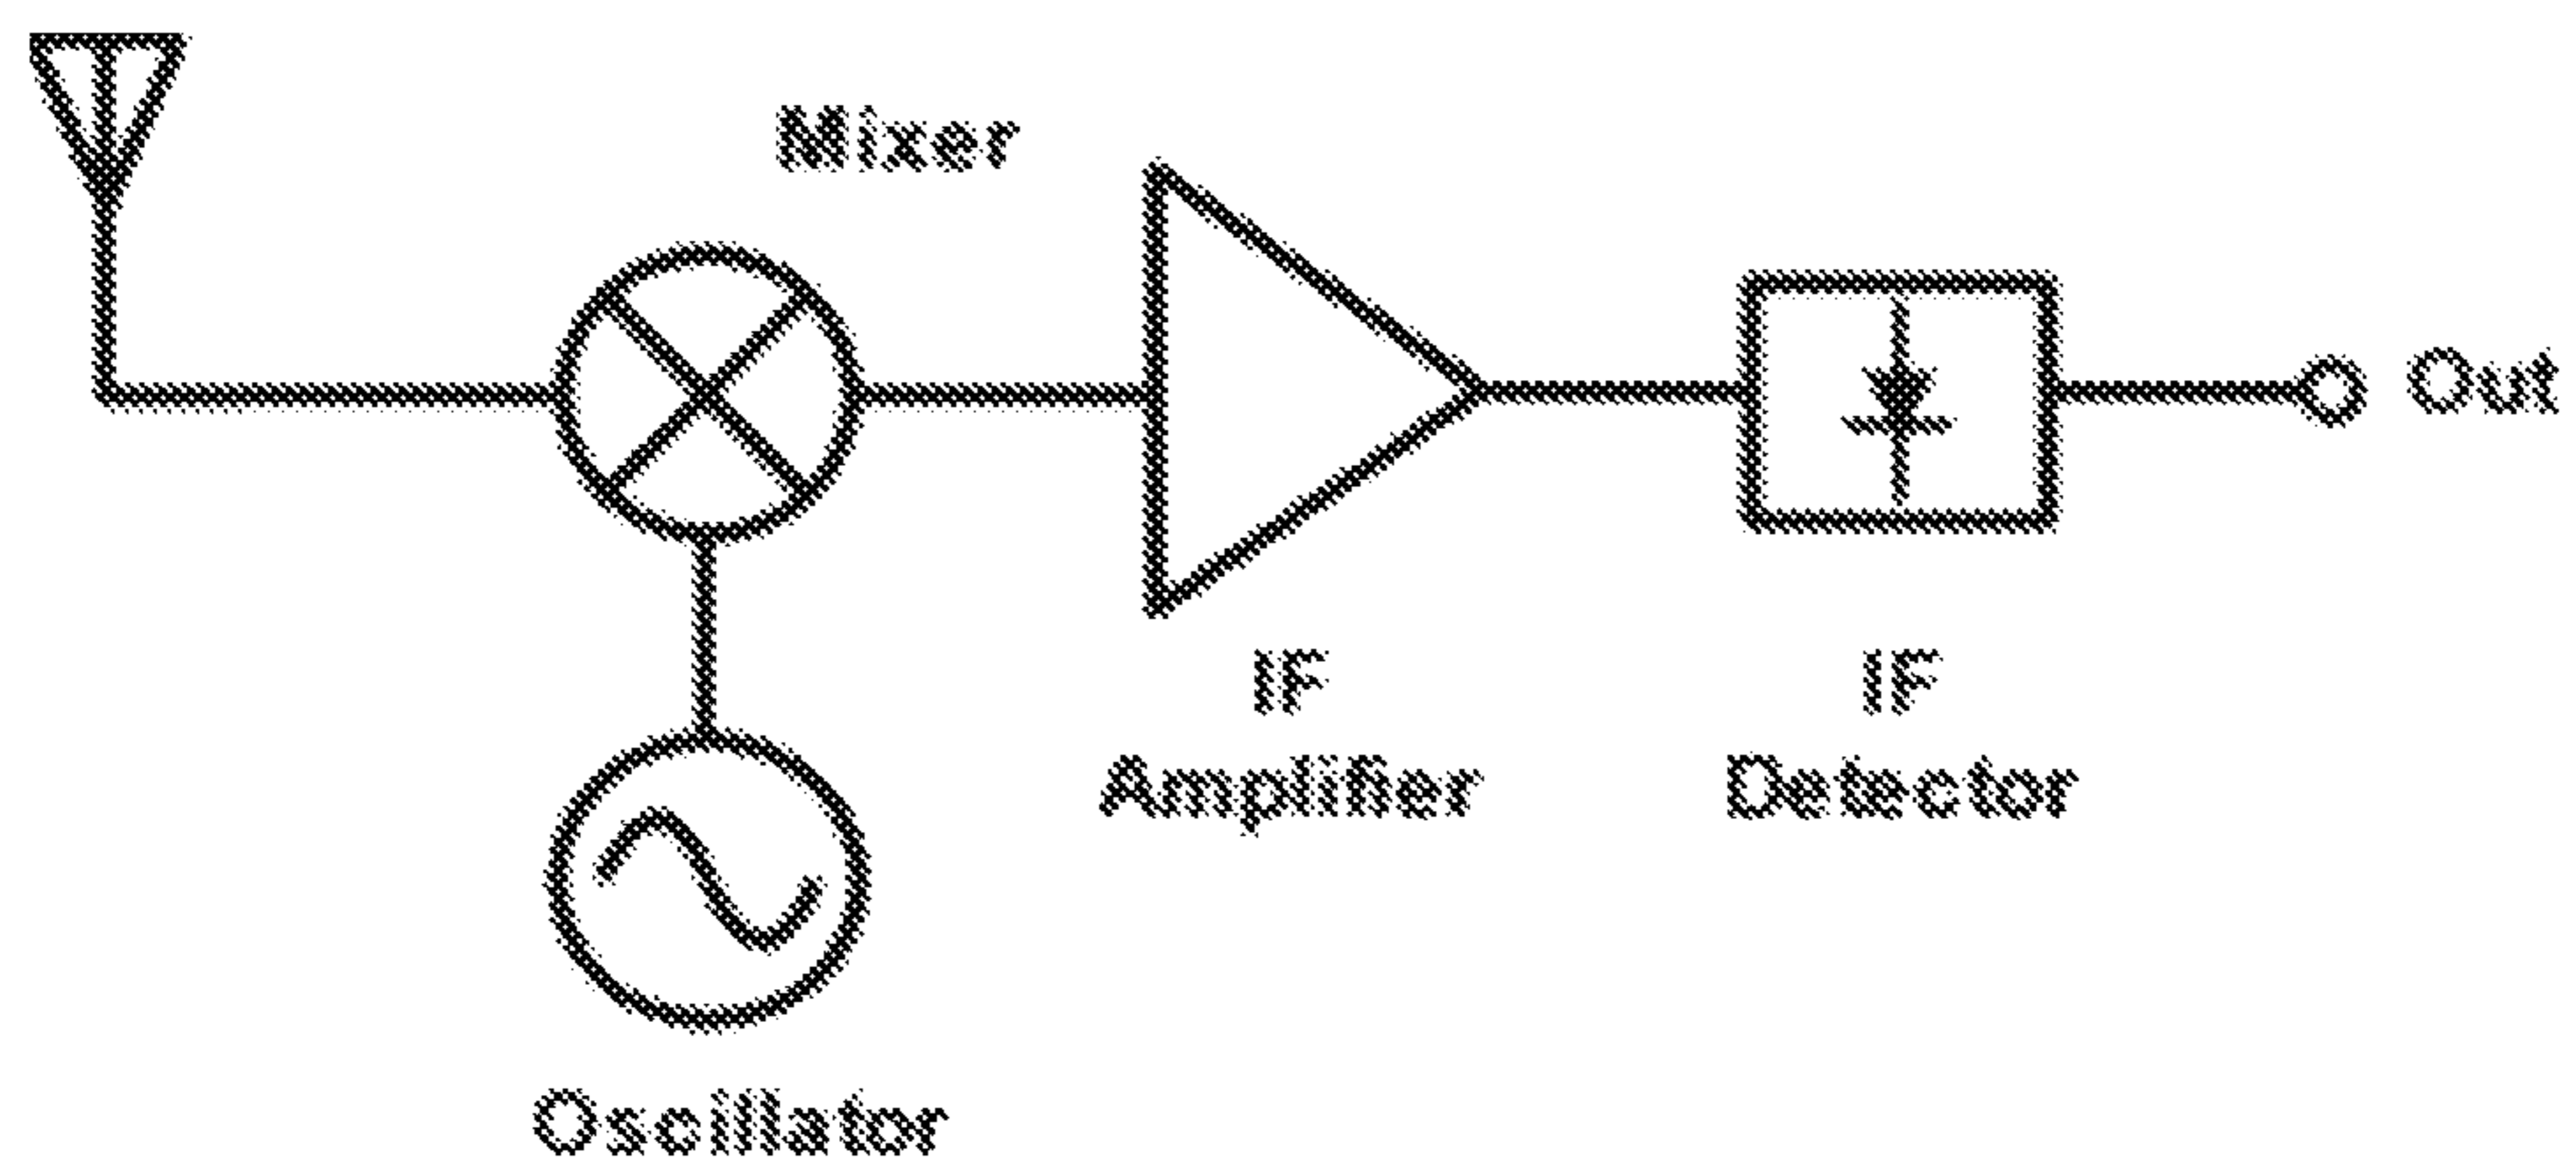 Mixer
Out
IF
Amplifier
IF
Detector
Oscillator